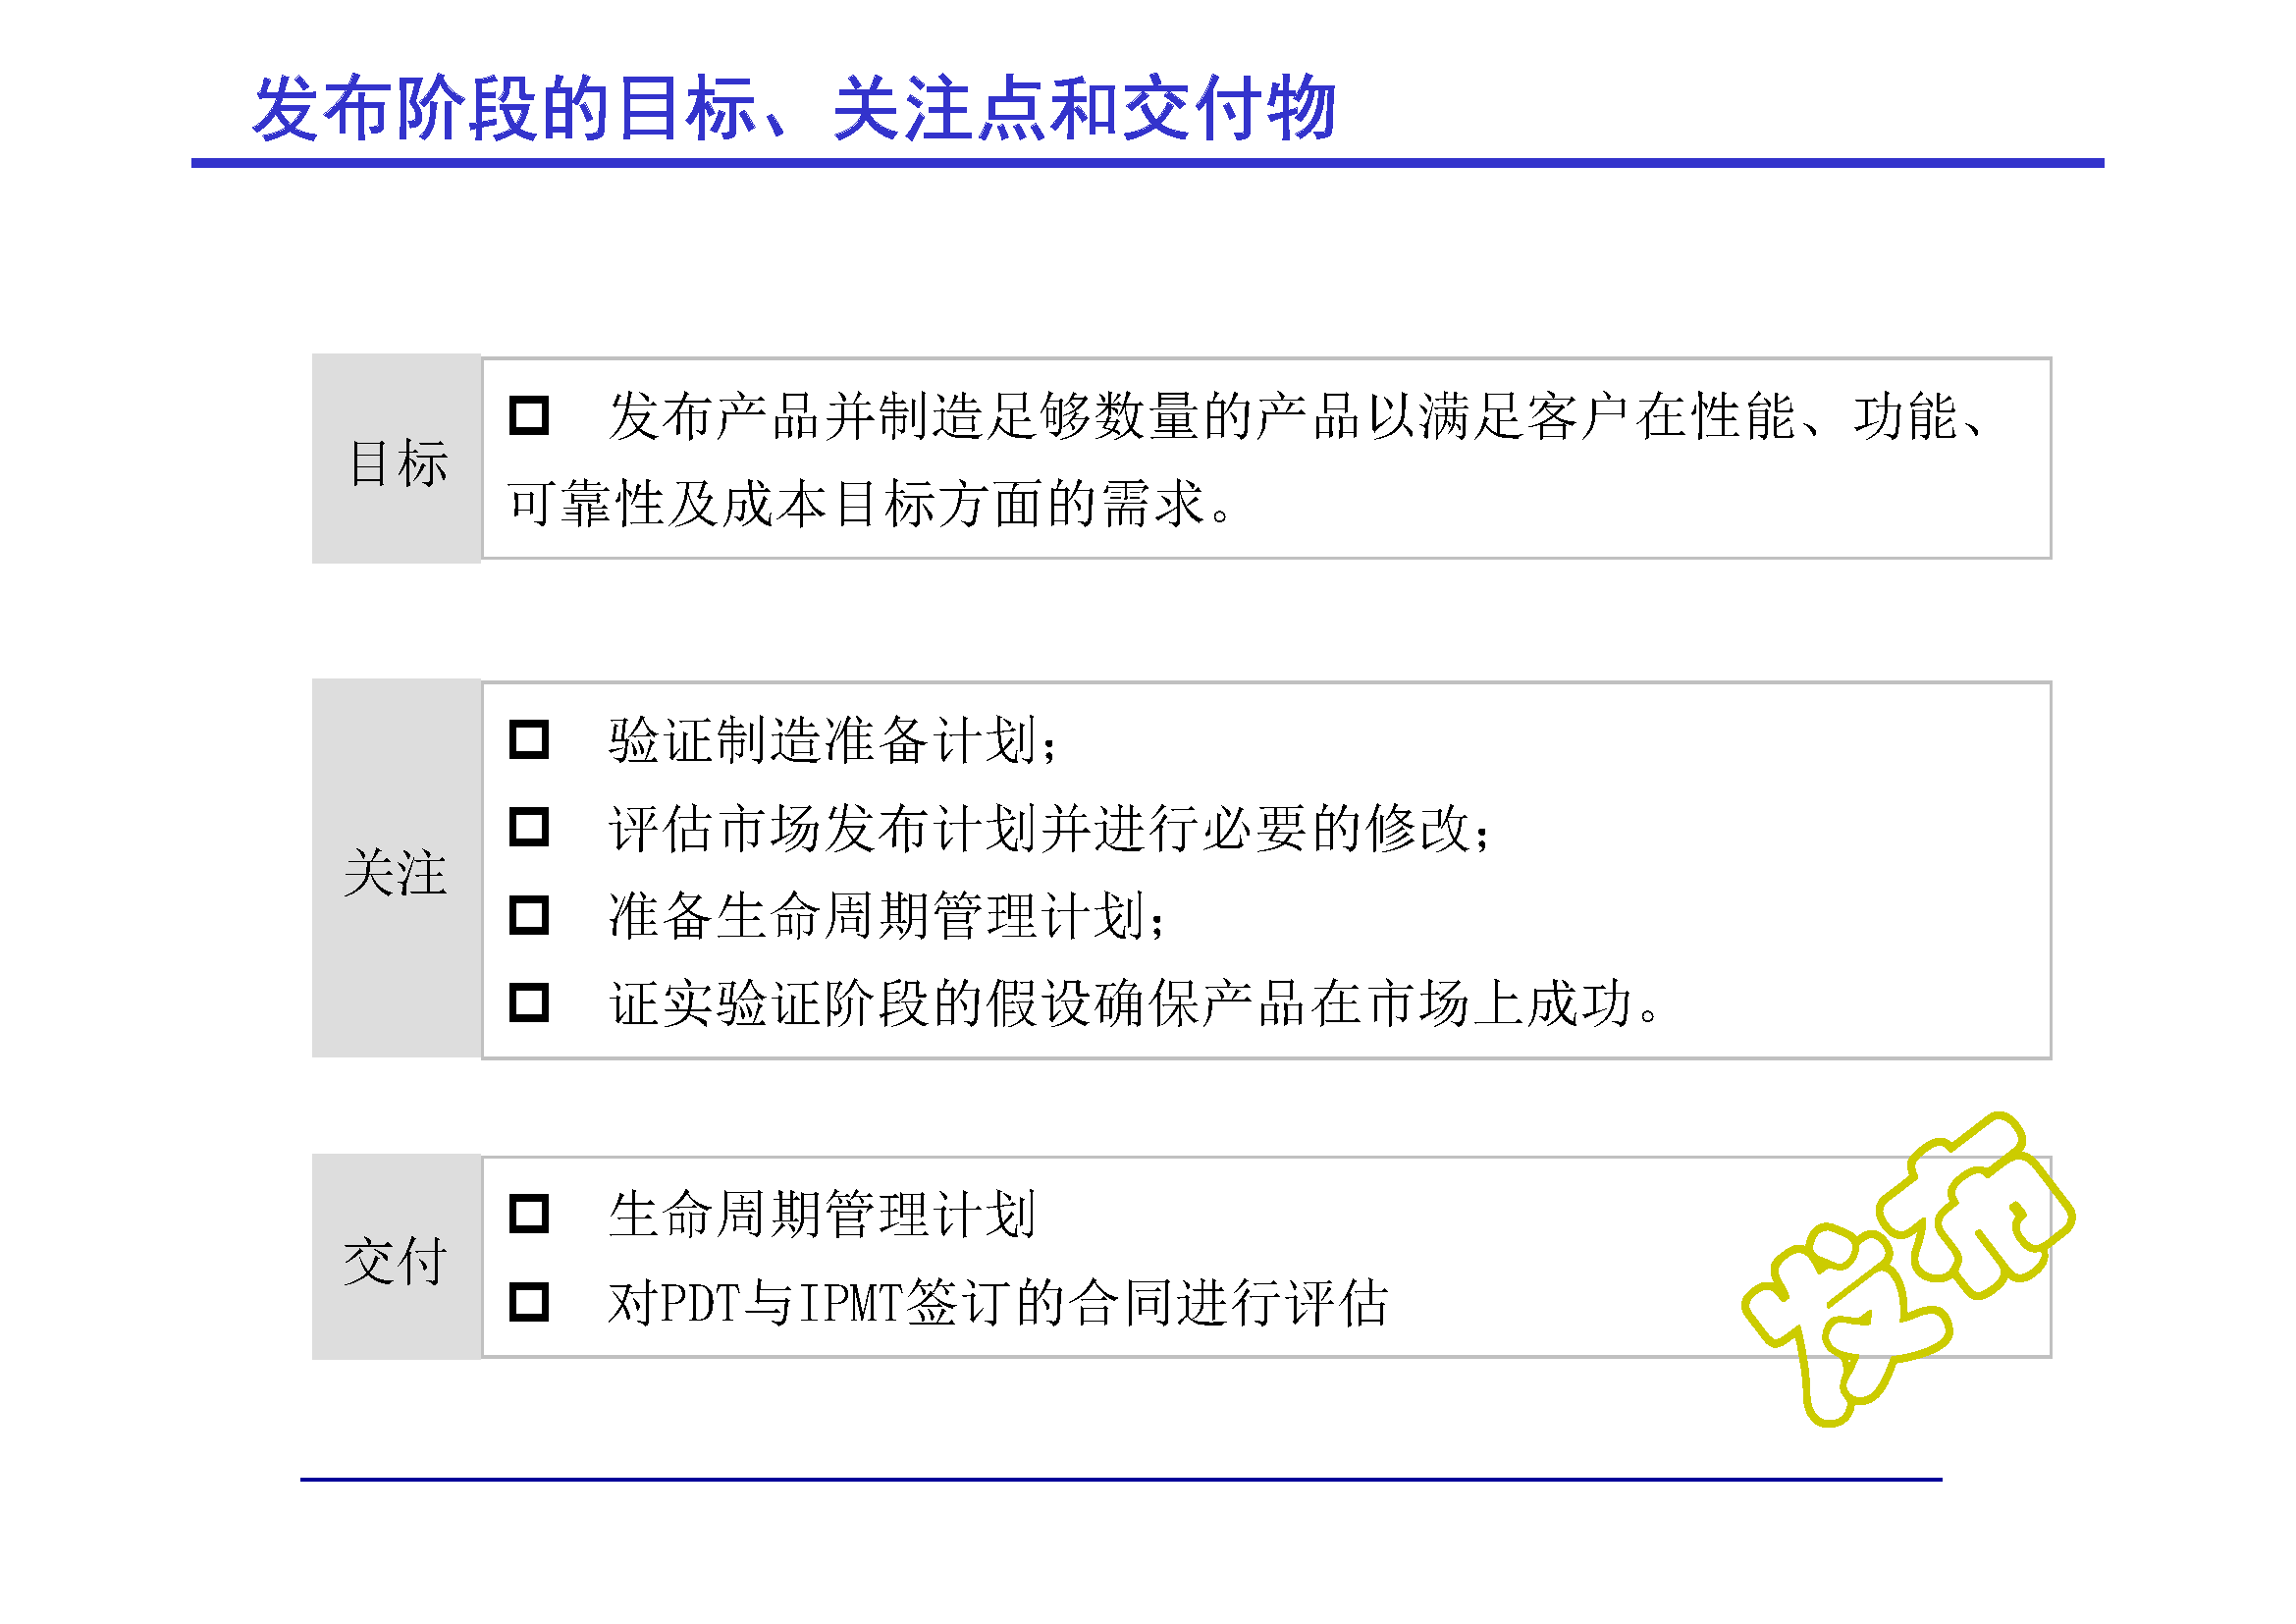 发布阶段的目标、关注点和交付物
目标
发布产品并制造足够数量的产品以满足客户在性能、功能、
可靠性及成本目标方面的需求。
关注
验证制造准备计划；
评估市场发布计划并进行必要的修改；
准备生命周期管理计划；
证实验证阶段的假设确保产品在市场上成功。
交付
生命周期管理计划
对PDT与IPMT签订的合同进行评估
发布